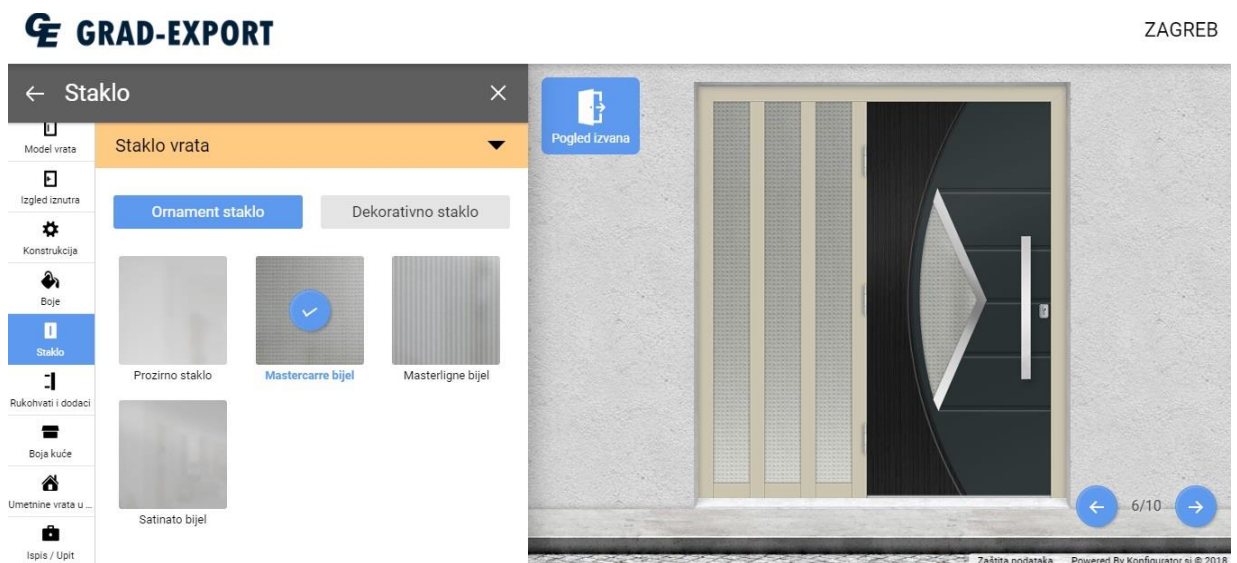 GE GRAD-EXPORT
ZAGREB
Staklo
Model vrata
Izgled iznutra
Konstrukcija
Boje
Staklo
Rukohvati i dodaci
Boja kuće
Umetnine vrata u ...
Ispis / Upit
Staklo vrata
Ornament staklo
Dekorativno staklo
Prozirno staklo
Mastercarre bijel
Masterligne bijel
Satinato bijel
Pogled izvana
6/10
Zaštita podataka
Powered By Konfigurator.si © 2018